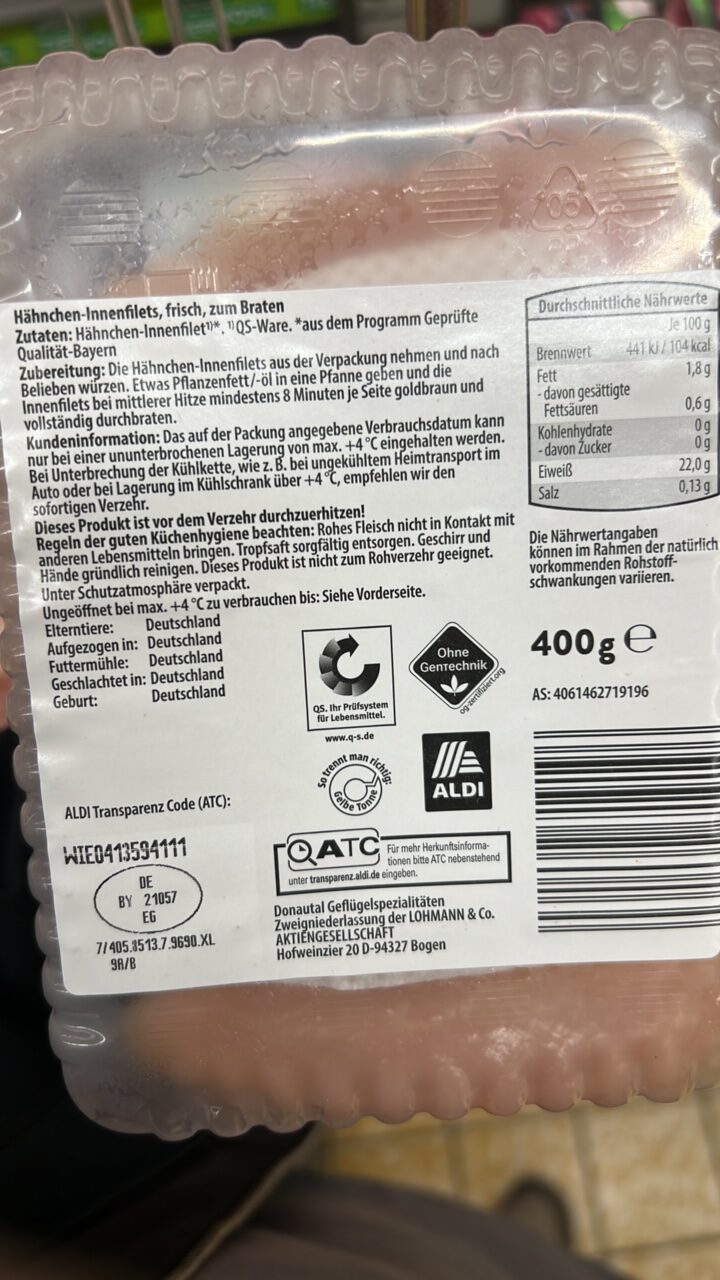 05
PP
Hähnchen-Innenfilets, frisch, zum Braten
Zutaten: Hähnchen-Innenfilet¹⁾*. ¹⁾QS-Ware. *aus dem Programm Geprüfte
Qualität-Bayern
Zubereitung: Die Hähnchen-Innenfilets aus der Verpackung nehmen und nach
Belieben würzen. Etwas Pflanzenfett/-öl in eine Pfanne geben und die
Innenfilets bei mittlerer Hitze mindestens 8 Minuten je Seite goldbraun und
vollständig durchbraten.
Kundeninformation: Das auf der Packung angegebene Verbrauchsdatum kann
nur bei einer ununterbrochenen Lagerung von max. +4 °C eingehalten werden.
Bei Unterbrechung der Kühlkette, wie z. B. bei ungekühltem Heimtransport im
Auto oder bei Lagerung im Kühlschrank über +4 °C, empfehlen wir den
sofortigen Verzehr.
Dieses Produkt ist vor dem Verzehr durchzuerhitzen!
Regeln der guten Küchenhygiene beachten: Rohes Fleisch nicht in Kontakt mit
anderen Lebensmitteln bringen. Tropfsaft sorgfältig entsorgen. Geschirr und
Hände gründlich reinigen. Dieses Produkt ist nicht zum Rohverzehr geeignet.
Unter Schutzatmosphäre verpackt.
Ungeöffnet bei max. +4 °C zu verbrauchen bis: Siehe Vorderseite.
Elterntiere: Deutschland
Aufgezogen in: Deutschland
Futtermühle: Deutschland
Geschlachtet in: Deutschland
Geburt: Deutschland
Durchschnittliche Nährwerte
Je 100 g
Brennwert 441 kJ / 104 kcal
Fett 1,8 g
- davon gesättigte
Fettsäuren 0,6 g
Kohlenhydrate 0 g
- davon Zucker 0 g
Eiweiß 22,0 g
Salz 0,13 g
Die Nährwertangaben
können im Rahmen der natürlich
vorkommenden Rohstoff-
schwankungen variieren.
400 g e
AS: 4061462719196
QS. Ihr Prüfsystem
für Lebensmittel.
www.q-s.de
Ohne
GenTechnik
og-zertifiziert.org
So trennt man richtig:
Gelbe Tonne
ALDI
ALDI Transparenz Code (ATC):
WIE0413594111
DE
BY 21057
EG
7/405.8513.7.9690.XL
9A/B
ATC
Für mehr Herkunftsinforma-
tionen bitte ATC nebenstehend
unter transparenz.aldi.de eingeben.
Donautal Geflügelspezialitäten
Zweigniederlassung der LOHMANN & Co.
AKTIENGESELLSCHAFT
Hofweinzier 20 D-94327 Bogen